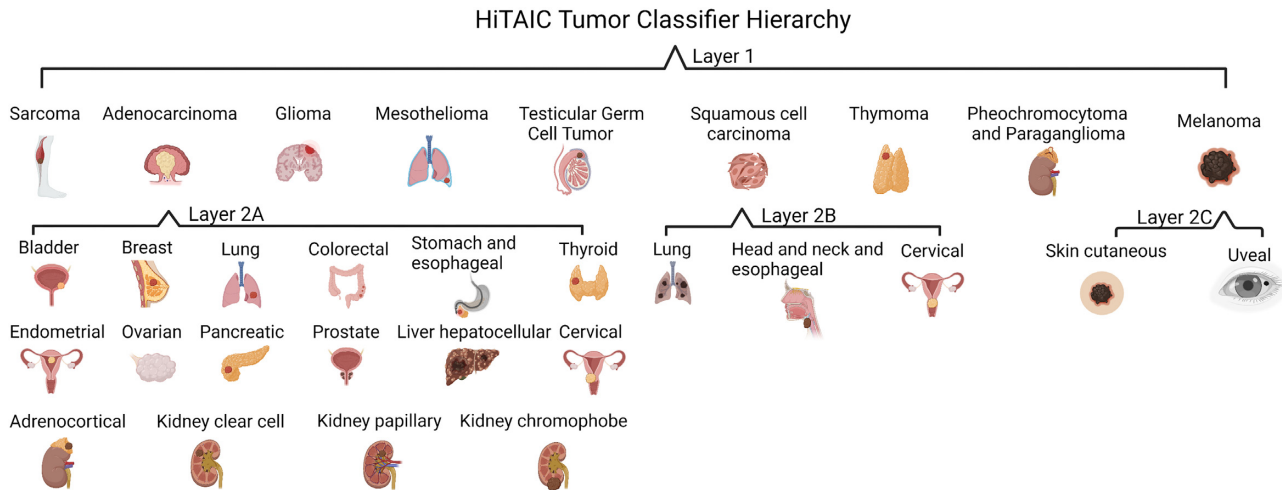 HiTAIC Tumor Classifier Hierarchy
Layer 1
Sarcoma
Adenocarcinoma
Glioma
Mesothelioma
Testicular Germ
Cell Tumor
Squamous cell
carcinoma
Thymoma
Pheochromocytoma
and Paraganglioma
Melanoma
Layer 2A
Bladder
Breast
Lung
Colorectal
Stomach and
esophageal
Thyroid
Endometrial
Ovarian
Pancreatic
Prostate
Liver hepatocellular
Cervical
Adrenocortical
Kidney clear cell
Kidney papillary
Kidney chromophobe
Layer 2B
Lung
Head and neck and
esophageal
Cervical
Layer 2C
Skin cutaneous
Uveal